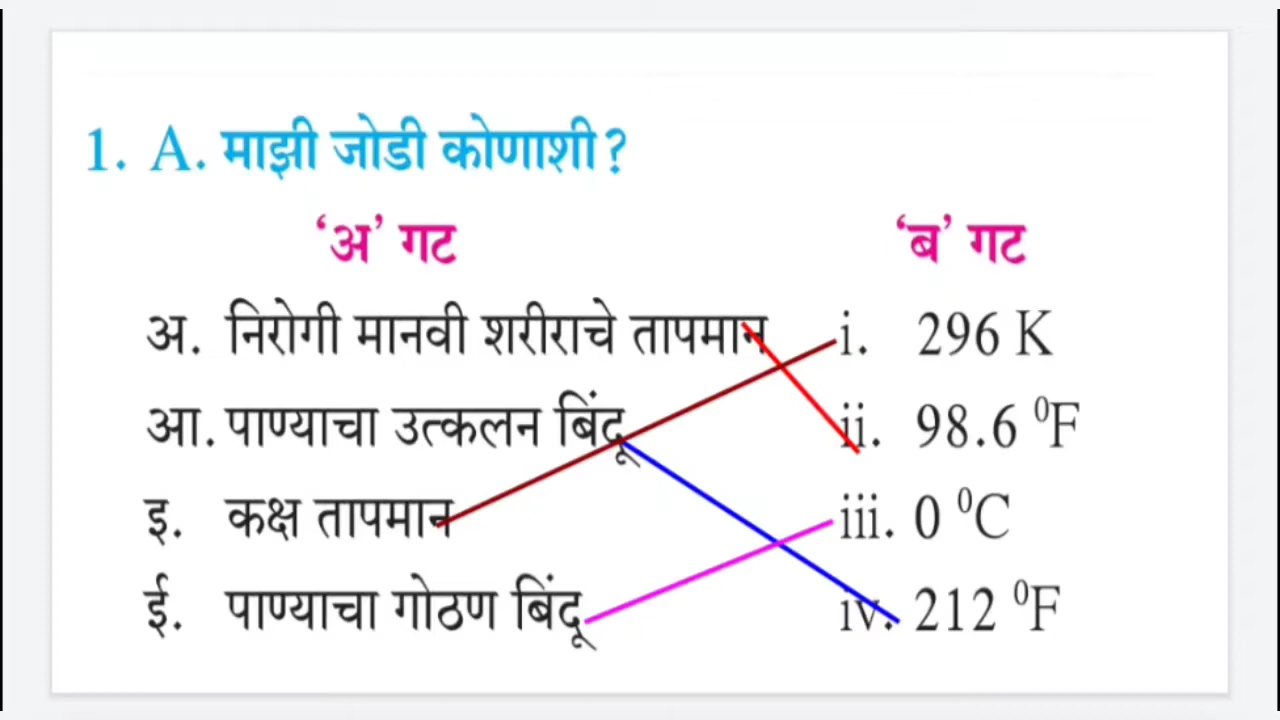 1. A. माझी जोडी कोणाशी?
‘अ’ गट ‘ब’ गट
अ. निरोगी मानवी शरीराचे तापमान i. 296 K
आ. पाण्याचा उत्कलन बिंदू ii. 98.6 ⁰F
इ. कक्ष तापमान iii. 0 ⁰C
ई. पाण्याचा गोठण बिंदू iv. 212 ⁰F